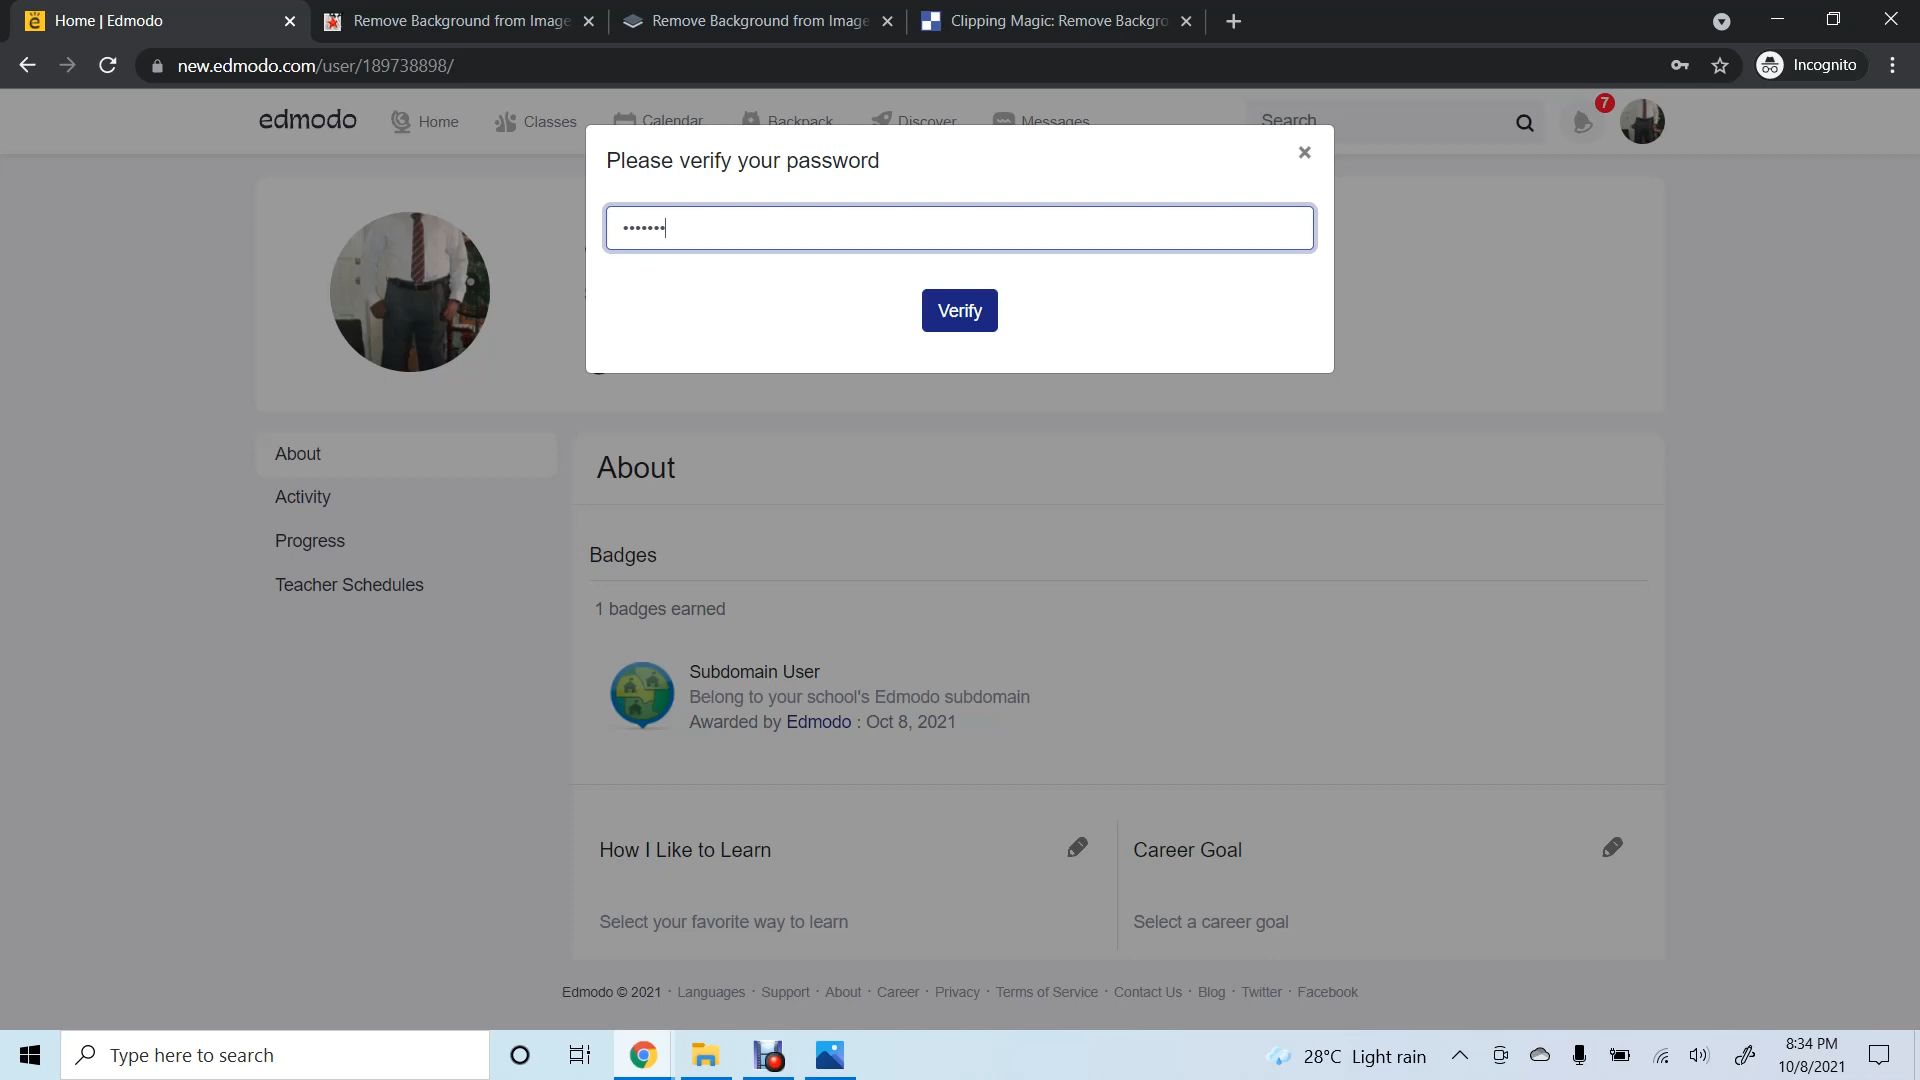 Home | Edmodo
Remove Background from Image
Remove Background from Image
Clipping Magic: Remove Backgro
new.edmodo.com/user/189738898/
Incognito
edmodo
Home
Classes
Calendar
Backpack
Discover
Messages
Search
7
Please verify your password
×
•••••••
Verify
About
Activity
Progress
Teacher Schedules
About
Badges
1 badges earned
Subdomain User
Belong to your school's Edmodo subdomain
Awarded by Edmodo : Oct 8, 2021
How I Like to Learn
Career Goal
Select your favorite way to learn
Select a career goal
Edmodo © 2021 · Languages · Support · About · Career · Privacy · Terms of Service · Contact Us · Blog · Twitter · Facebook
Type here to search
28°C Light rain
8:34 PM
10/8/2021